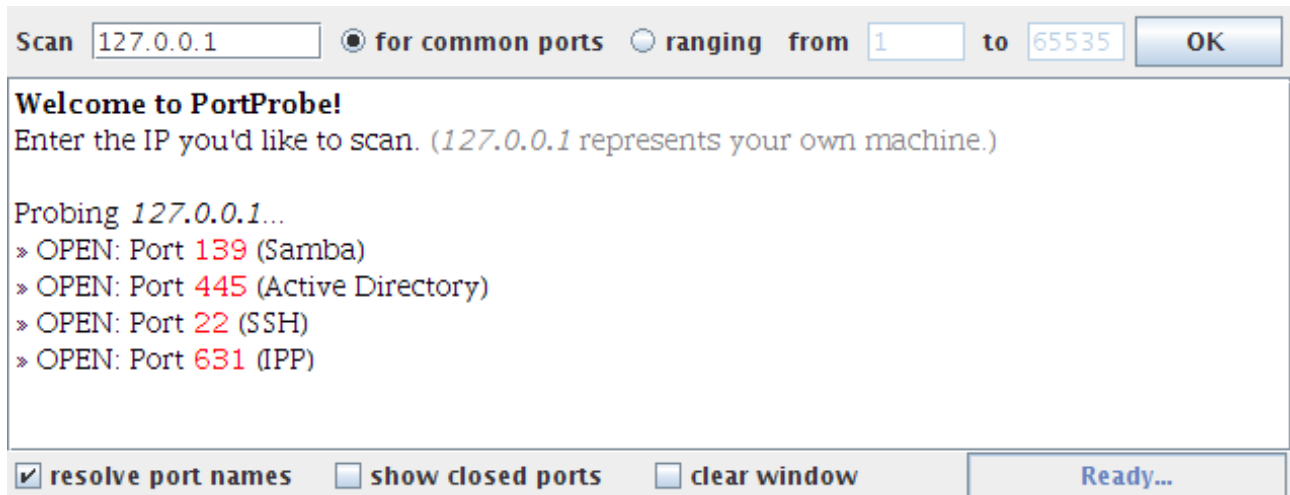 Scan 127.0.0.1 for common ports ranging from 1 to 65535 OK
Welcome to PortProbe!
Enter the IP you'd like to scan. (127.0.0.1 represents your own machine.)
Probing 127.0.0.1...
» OPEN: Port 139 (Samba)
» OPEN: Port 445 (Active Directory)
» OPEN: Port 22 (SSH)
» OPEN: Port 631 (IPP)
resolve port names show closed ports clear window Ready...